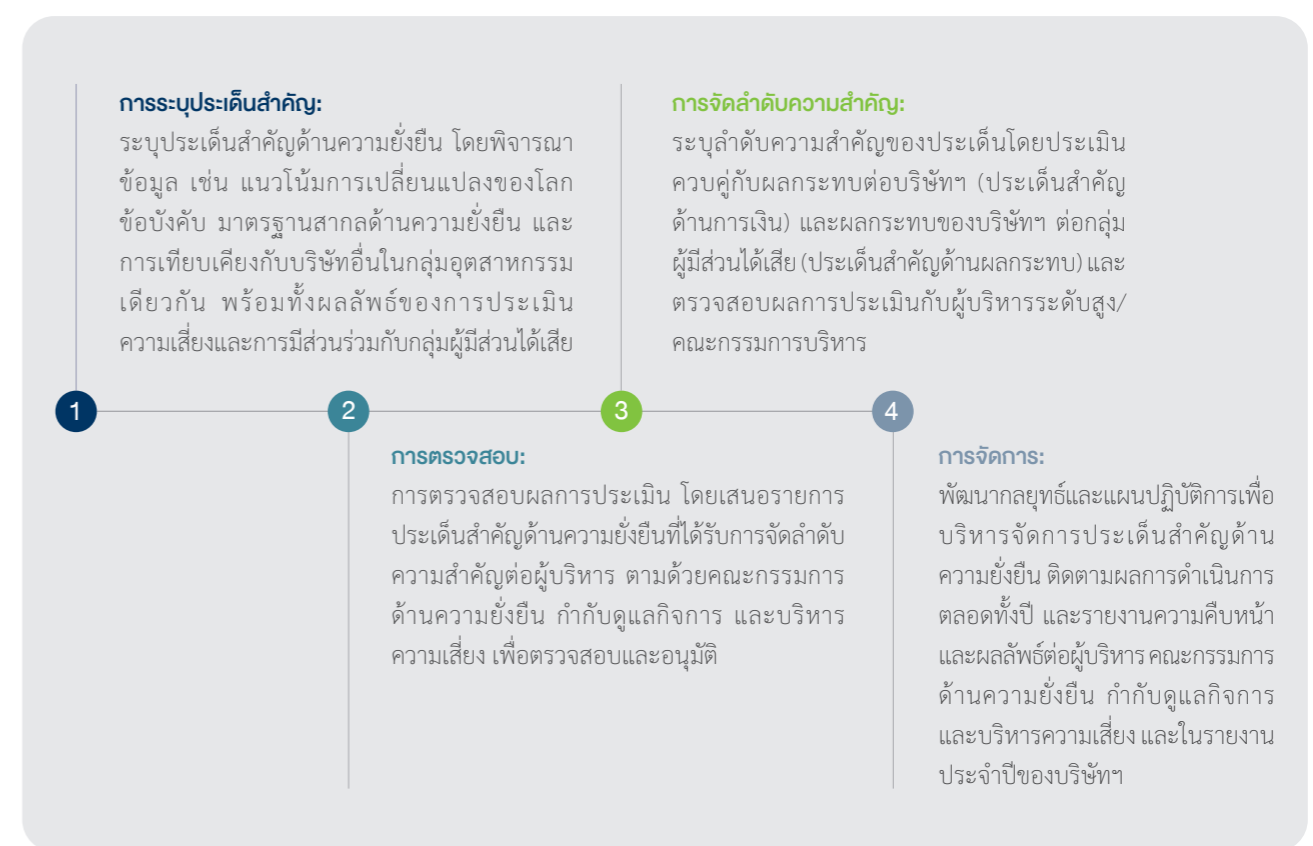 การระบุประเด็นสำคัญ:
ระบุประเด็นสำคัญด้านความยั่งยืน โดยพิจารณา
ข้อมูล เช่น แนวโน้มการเปลี่ยนแปลงของโลก
ข้อบังคับ มาตรฐานสากลด้านความยั่งยืน และ
การเทียบเคียงกับบริษัทอื่นในกลุ่มอุตสาหกรรม
เดียวกัน พร้อมทั้งผลลัพธ์ของการประเมิน
ความเสี่ยงและการมีส่วนร่วมกับกลุ่มผู้มีส่วนได้เสีย
การจัดลำดับความสำคัญ:
ระบุลำดับความสำคัญของประเด็นโดยประเมิน
ควบคู่กับผลกระทบต่อบริษัทฯ (ประเด็นสำคัญ
ด้านการเงิน) และผลกระทบของบริษัทฯ ต่อกลุ่ม
ผู้มีส่วนได้เสีย (ประเด็นสำคัญด้านผลกระทบ) และ
ตรวจสอบผลการประเมินกับผู้บริหารระดับสูง/
คณะกรรมการบริหาร
1
2
3
4
การตรวจสอบ:
การตรวจสอบผลการประเมิน โดยเสนอรายการ
ประเด็นสำคัญด้านความยั่งยืนที่ได้รับการจัดลำดับ
ความสำคัญต่อผู้บริหาร ตามด้วยคณะกรรมการ
ด้านความยั่งยืน กำกับดูแลกิจการ และบริหาร
ความเสี่ยง เพื่อตรวจสอบและอนุมัติ
การจัดการ:
พัฒนากลยุทธ์และแผนปฏิบัติการเพื่อ
บริหารจัดการประเด็นสำคัญด้าน
ความยั่งยืน ติดตามผลการดำเนินการ
ตลอดทั้งปี และรายงานความคืบหน้า
และผลลัพธ์ต่อผู้บริหาร คณะกรรมการ
ด้านความยั่งยืน กำกับดูแลกิจการ
และบริหารความเสี่ยง และในรายงาน
ประจำปีของบริษัทฯ